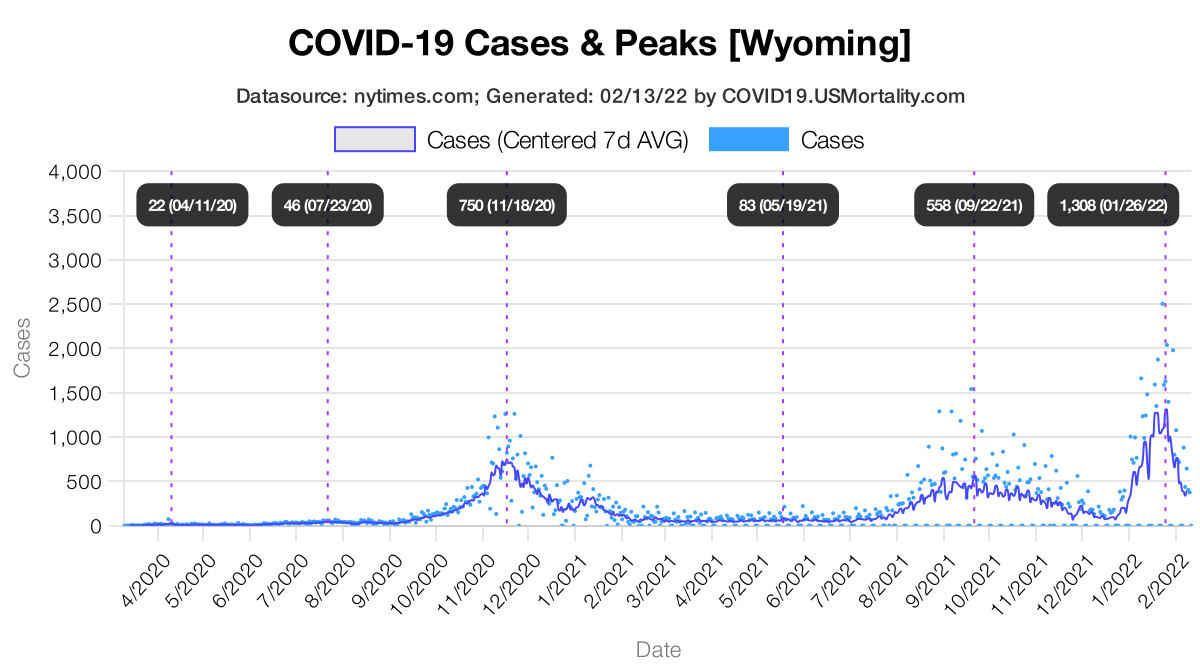 COVID-19 Cases & Peaks [Wyoming]
Datasource: nytimes.com; Generated: 02/13/22 by COVID19.USMortality.com
Cases (Centered 7d AVG) Cases
4,000
22 (04/11/20) 46 (07/23/20) 750 (11/18/20) 83 (05/19/21) 558 (09/22/21) 1,308 (01/26/22)
3,500
3,000
2,500
2,000
Cases
1,500
1,000
500
0
4/2020 5/2020 6/2020 7/2020 8/2020 9/2020 10/2020 11/2020 12/2020 1/2021 2/2021 3/2021 4/2021 5/2021 6/2021 7/2021 8/2021 9/2021 10/2021 11/2021 12/2021 1/2022 2/2022
Date